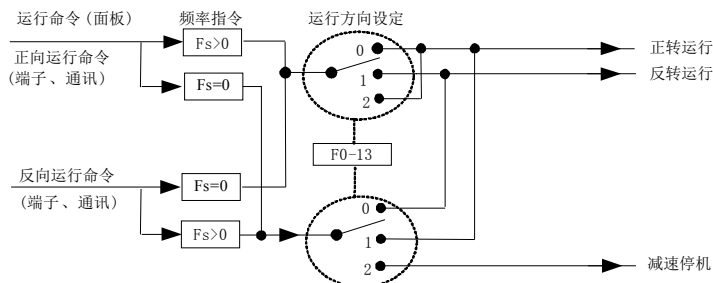 运行命令(面板)
频率指令
运行方向设定
正向运行命令
(端子、通讯)
Fs>0
Fs=0
0
1
2
正转运行
反转运行
F0-13
反向运行命令
(端子、通讯)
Fs=0
Fs>0
0
1
2
减速停机